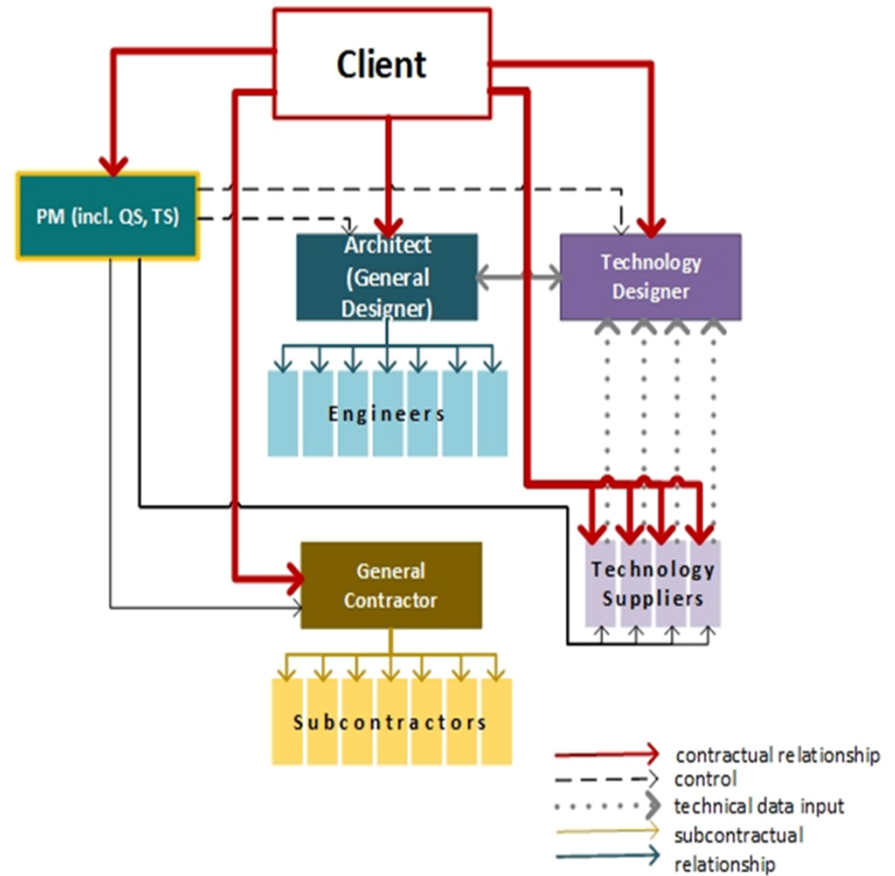 Client
PM (incl. QS, TS)
Architect
(General
Designer)
Technology
Designer
Engineers
General
Contractor
Technology
Suppliers
Subcontractors
contractual relationship
control
technical data input
subcontractual
relationship